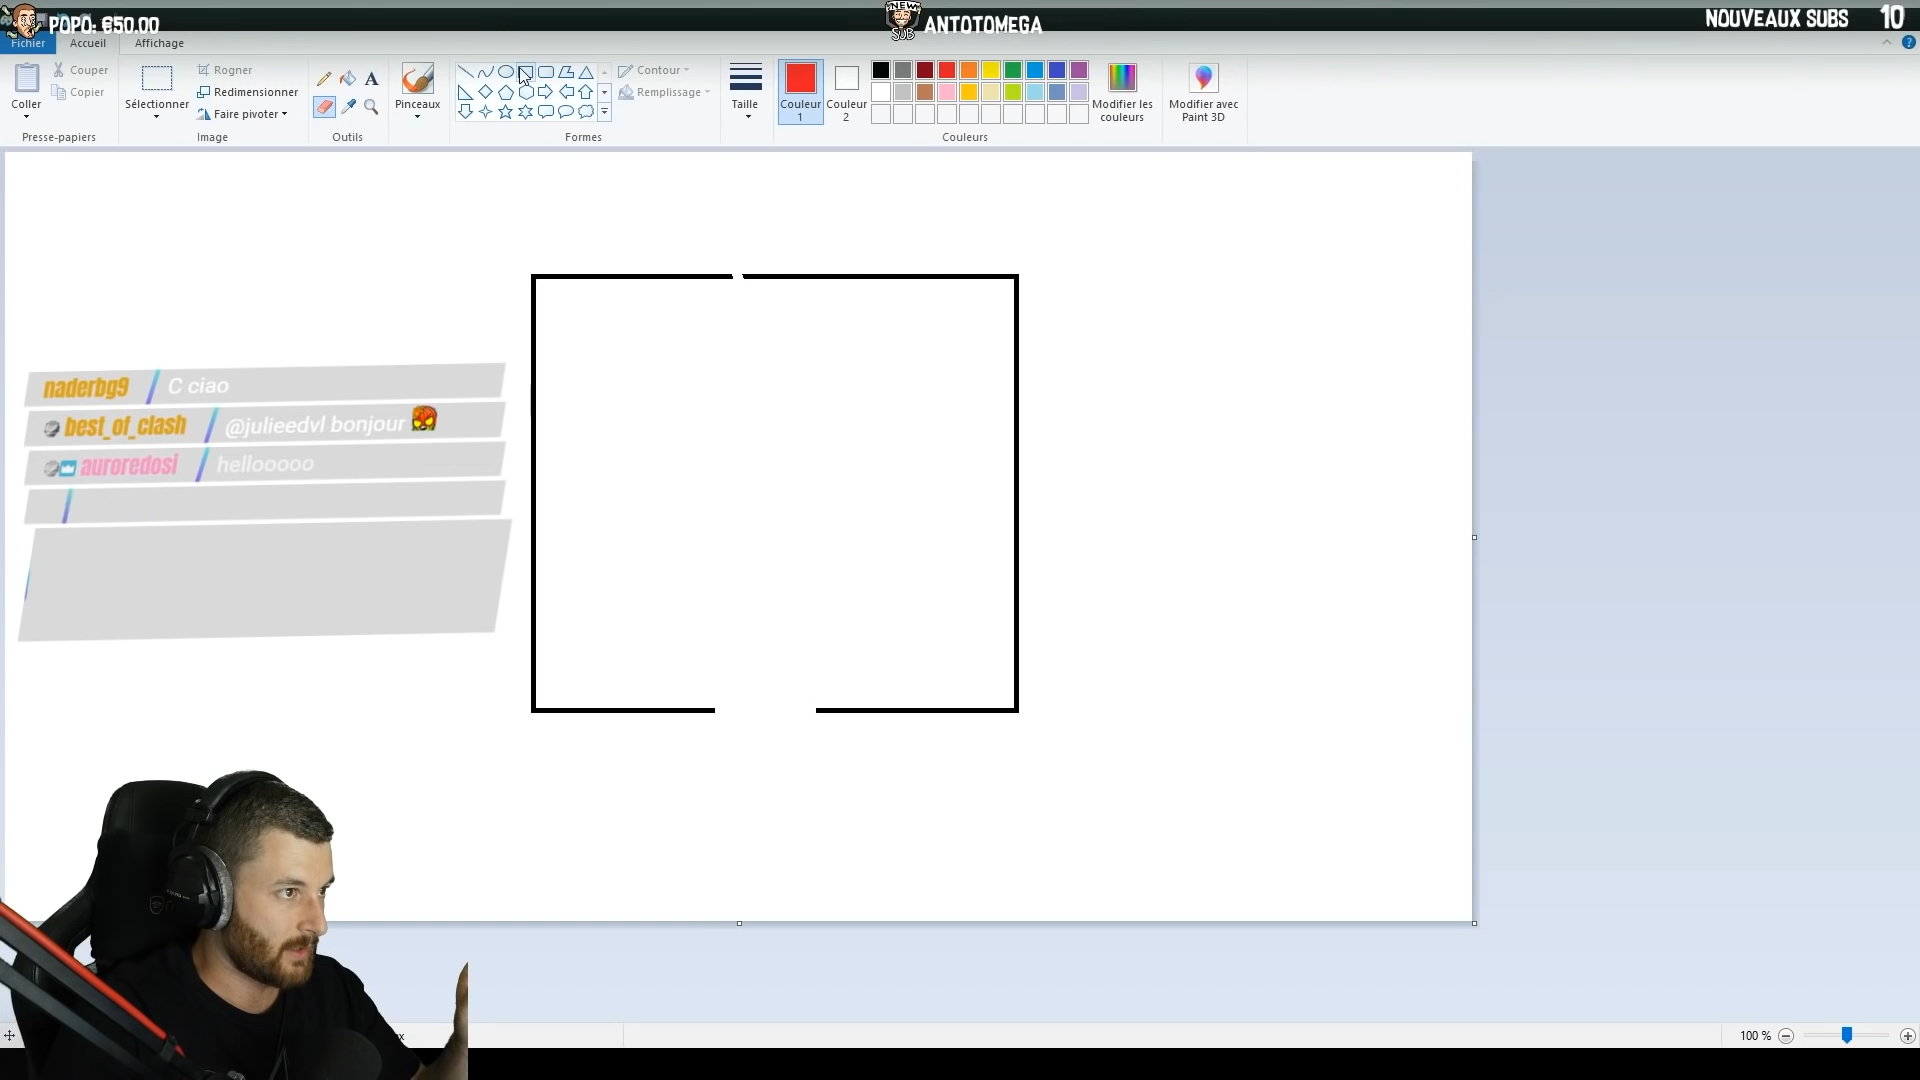 POPO: €50.00
NEW
SUB
ANTOTOMEGA
NOUVEAUX SUBS 10
Fichier
Accueil
Affichage
Coller
Couper
Copier
Presse-papiers
Sélectionner
Rogner
Redimensionner
Faire pivoter
Image
A
Outils
Pinceaux
Contour
Remplissage
Formes
Taille
Couleur 1
Couleur 2
Modifier les couleurs
Couleurs
Modifier avec Paint 3D
naderbg9 / C ciao
best_of_clash / @julieedvl bonjour
auroredosi / hellooooo
100 %